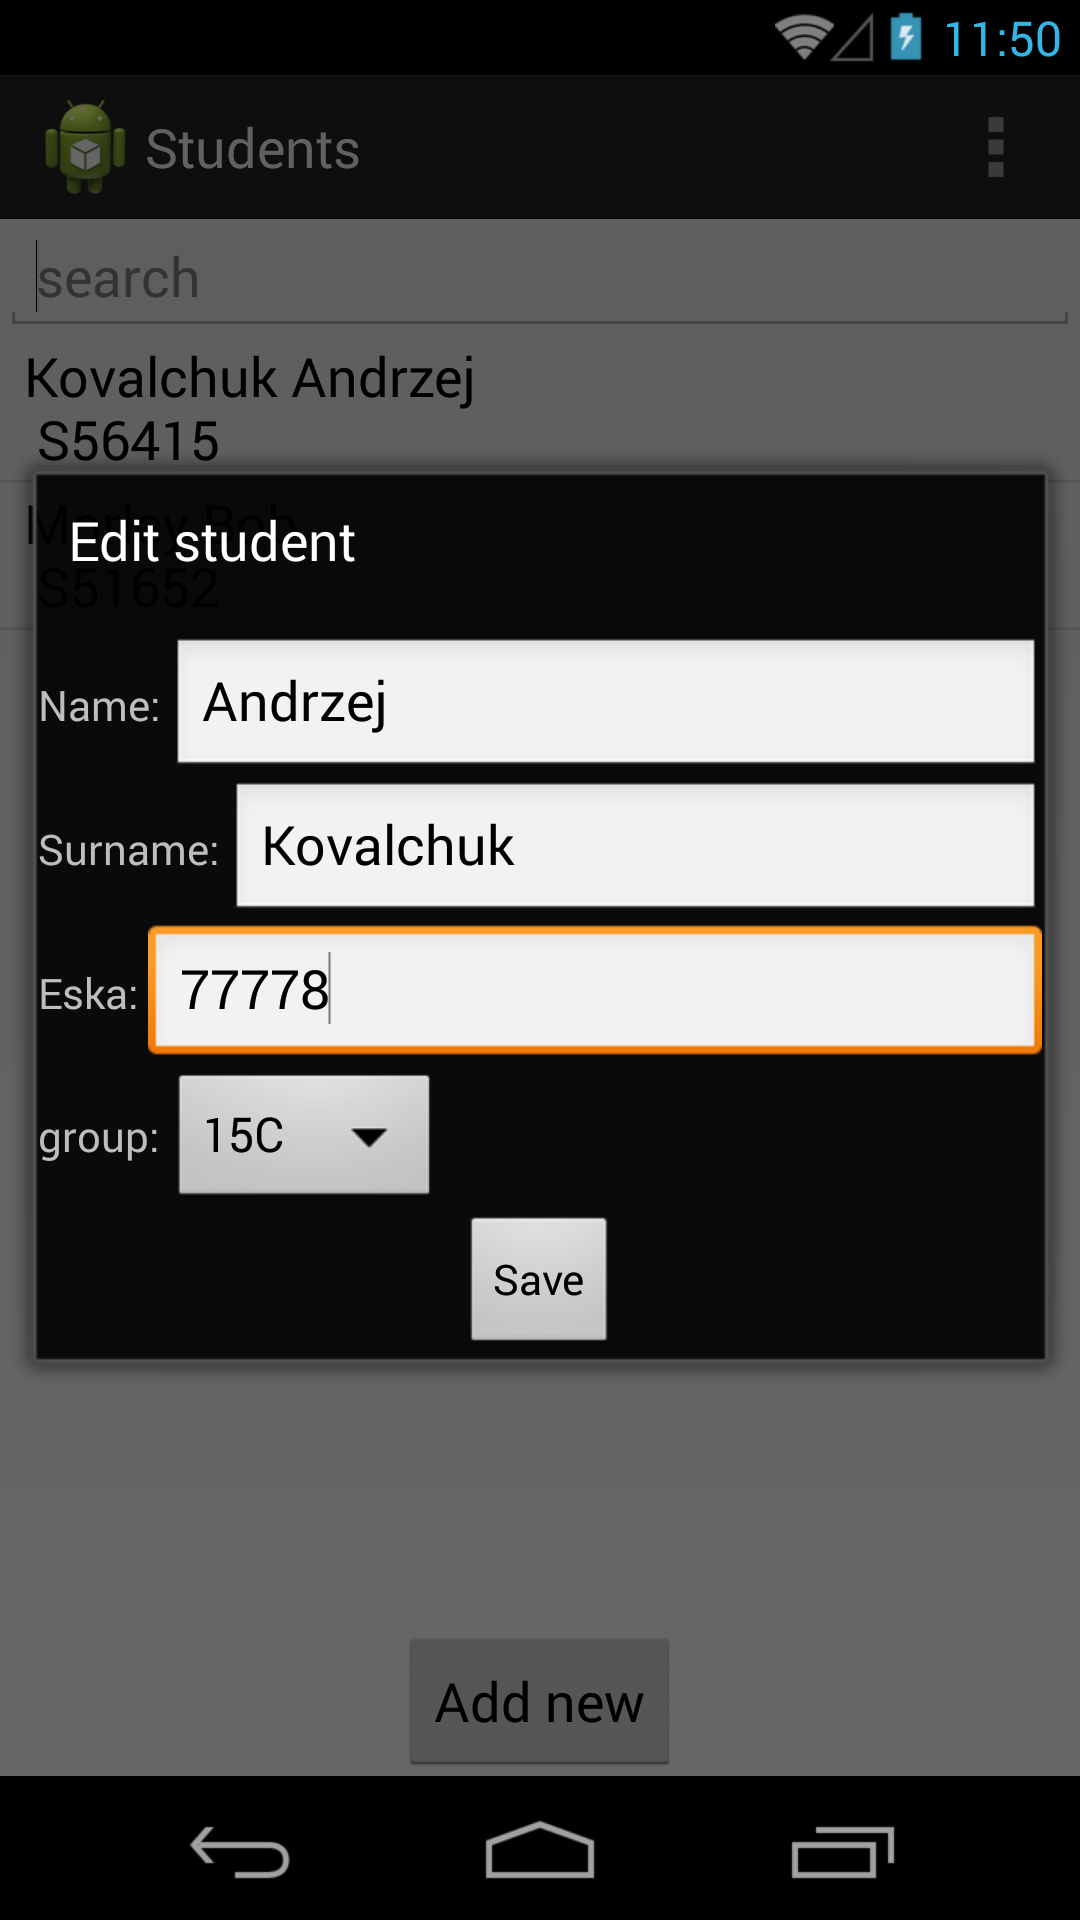 11:50
Students
search
Kovalchuk Andrzej
S56415
Marley Bob
S51652
Edit student
Name: Andrzej
Surname: Kovalchuk
Eska: 77778
group: 15C
Save
Add new